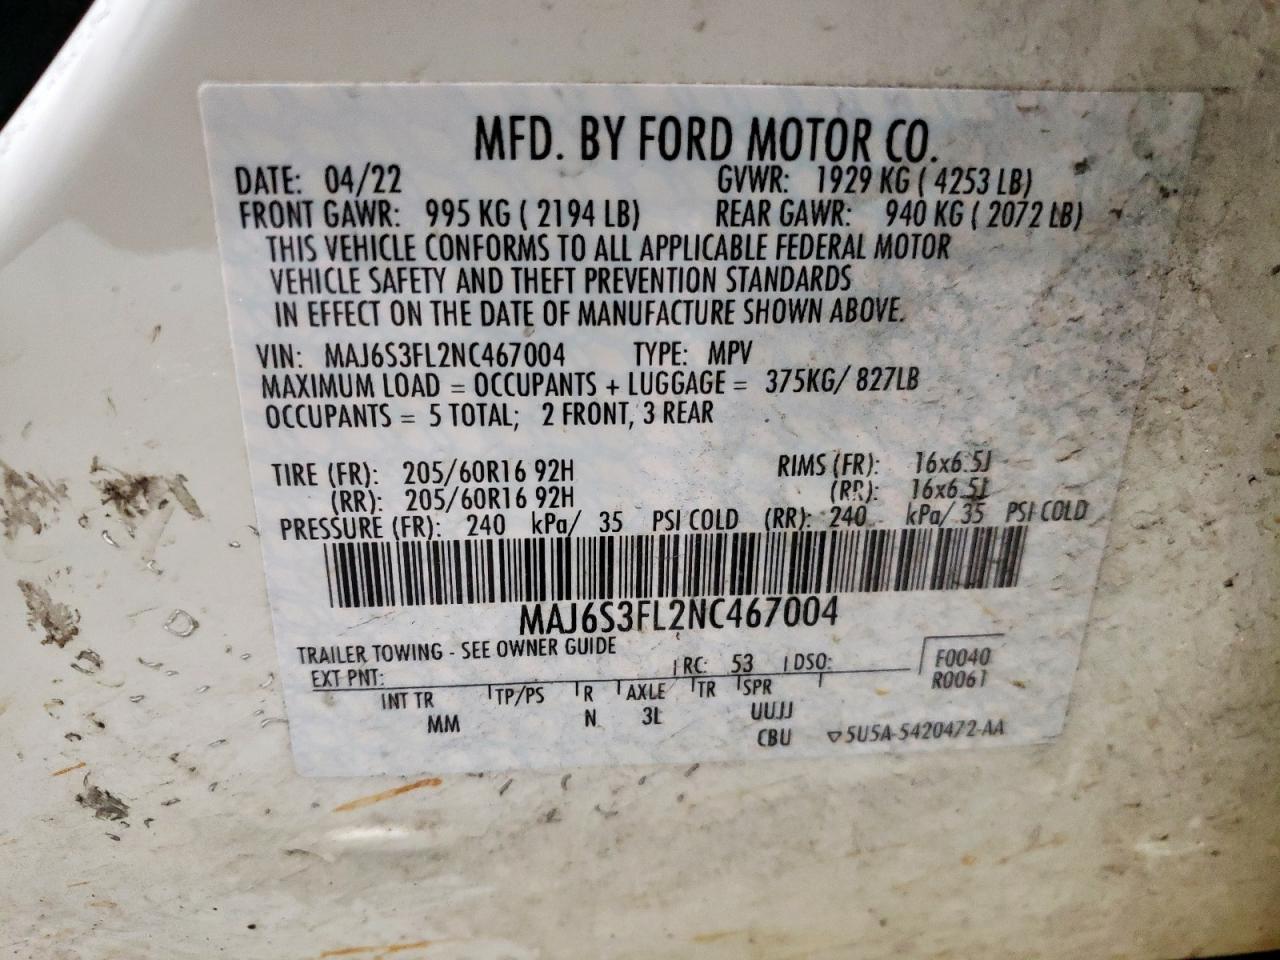 MFD. BY FORD MOTOR CO.
DATE: 04/22 GVWR: 1929 KG ( 4253 LB)
FRONT GAWR: 995 KG ( 2194 LB) REAR GAWR: 940 KG ( 2072 LB)
THIS VEHICLE CONFORMS TO ALL APPLICABLE FEDERAL MOTOR
VEHICLE SAFETY AND THEFT PREVENTION STANDARDS
IN EFFECT ON THE DATE OF MANUFACTURE SHOWN ABOVE.
VIN: MAJ6S3FL2NC467004 TYPE: MPV
MAXIMUM LOAD = OCCUPANTS + LUGGAGE = 375KG/ 827LB
OCCUPANTS = 5 TOTAL; 2 FRONT, 3 REAR
TIRE (FR): 205/60R16 92H RIMS (FR): 16x6.5J
(RR): 205/60R16 92H (RR): 16x6.5J
PRESSURE (FR): 240 kPa/ 35 PSI COLD (RR): 240 kPa/ 35 PSI COLD
MAJ6S3FL2NC467004
TRAILER TOWING - SEE OWNER GUIDE
EXT PNT: RC: 53 DSO: F0040
R0061
INT TR TP/PS R AXLE TR SPR
MM N 3L UUJJ
CBU ▽5U5A-5420472-AA